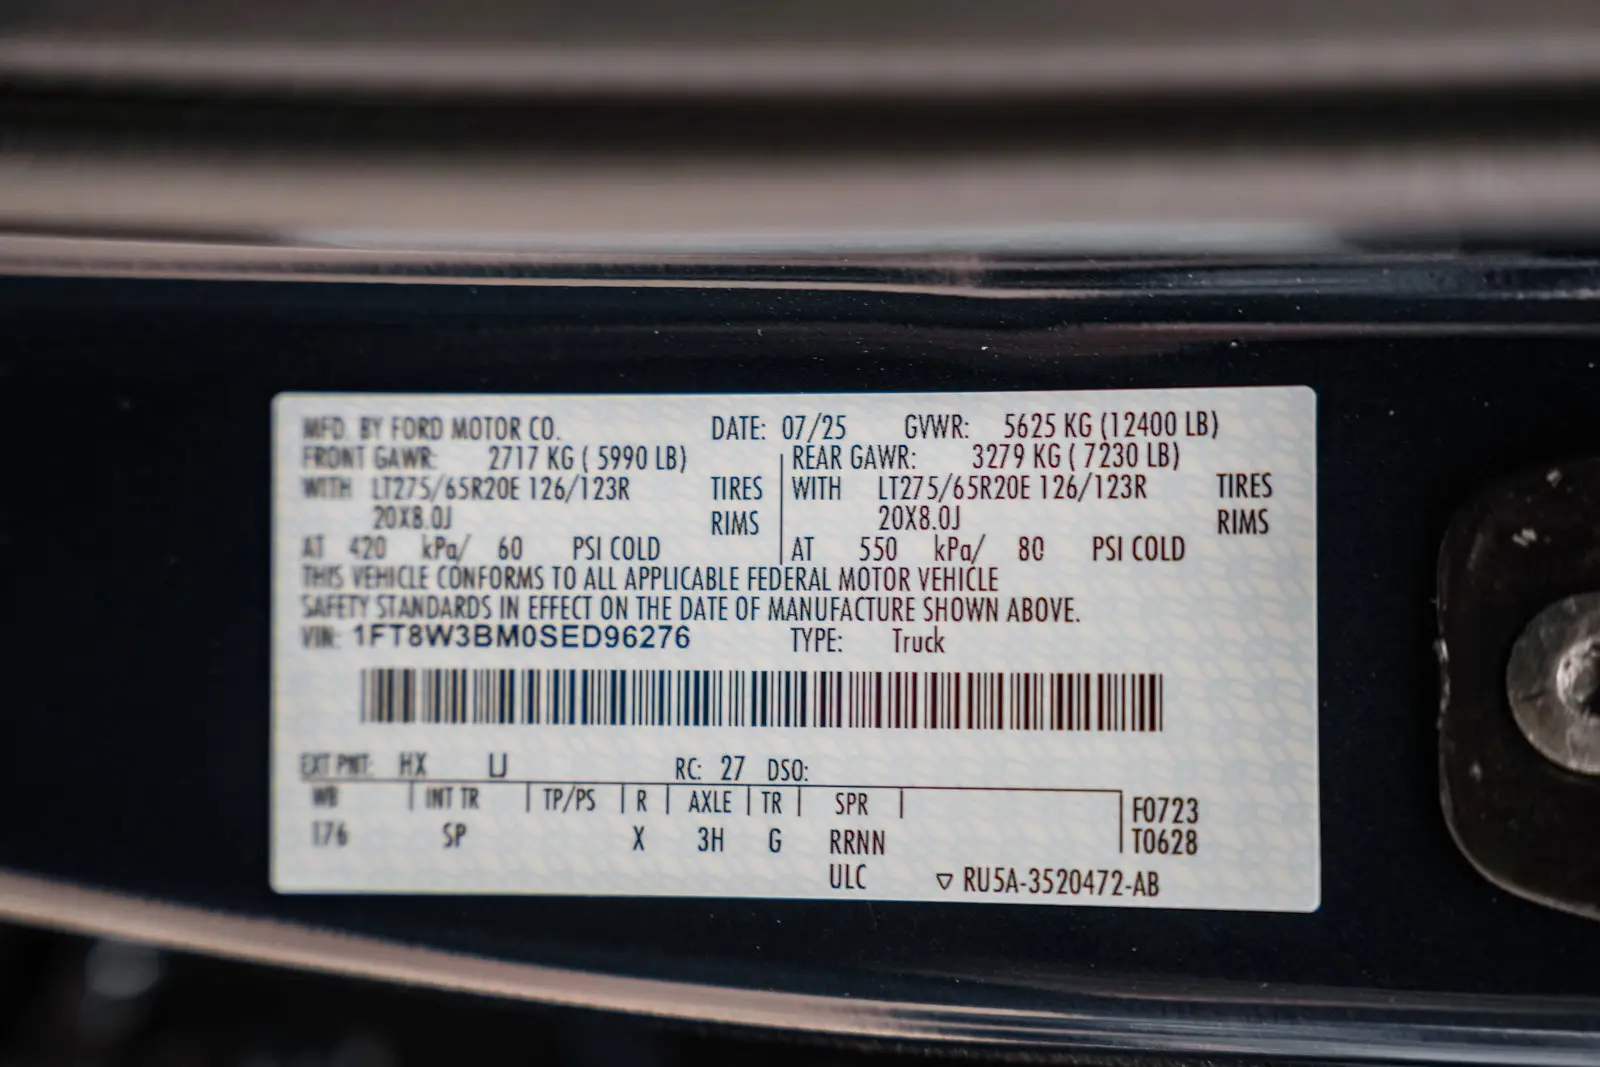 MFD. BY FORD MOTOR CO. DATE: 07/25 GVWR: 5625 KG (12400 LB)
FRONT GAWR: 2717 KG ( 5990 LB) REAR GAWR: 3279 KG ( 7230 LB)
WITH LT275/65R20E 126/123R TIRES WITH LT275/65R20E 126/123R TIRES
20X8.0J RIMS 20X8.0J RIMS
AT 420 kPa/ 60 PSI COLD AT 550 kPa/ 80 PSI COLD
THIS VEHICLE CONFORMS TO ALL APPLICABLE FEDERAL MOTOR VEHICLE
SAFETY STANDARDS IN EFFECT ON THE DATE OF MANUFACTURE SHOWN ABOVE.
VIN: 1FT8W3BM0SED96276 TYPE: Truck
EXT PNT: HX UJ RC: 27 DSO:
WB INT TR TP/PS R AXLE TR SPR F0723
176 SP X 3H G RRNN T0628
ULC ▽ RU5A-3520472-AB